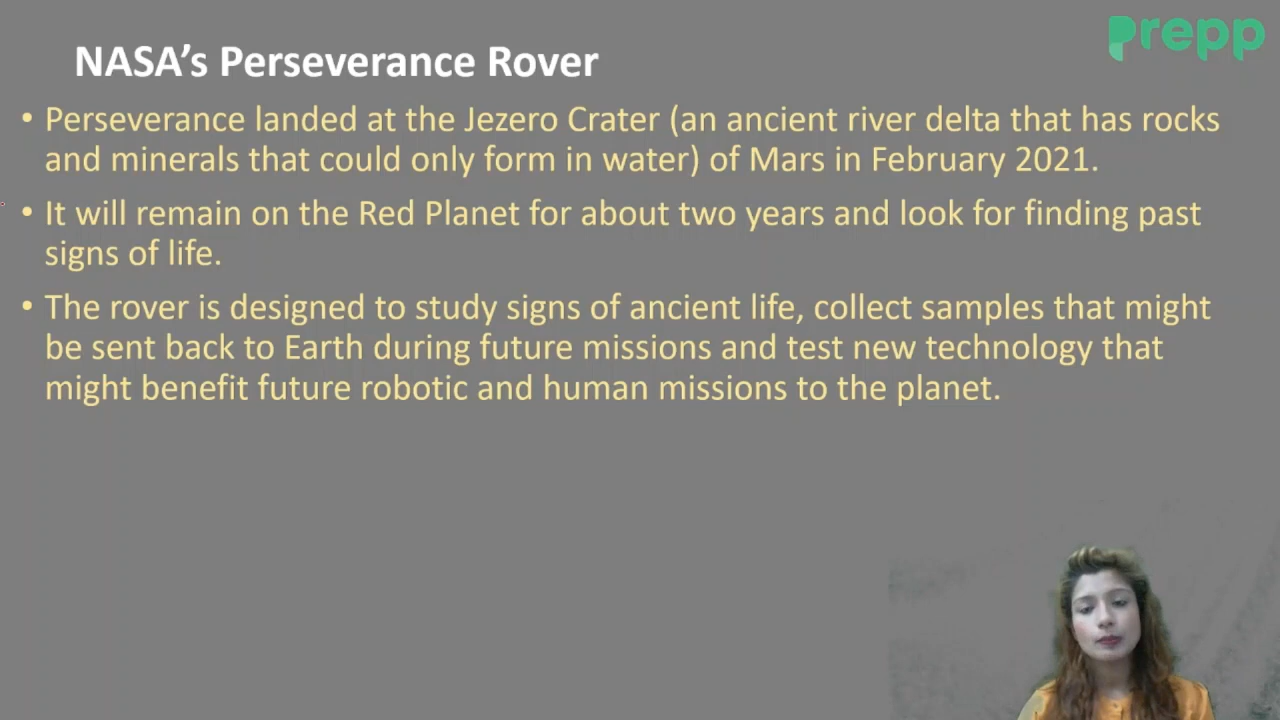 prepp
NASA’s Perseverance Rover
• Perseverance landed at the Jezero Crater (an ancient river delta that has rocks
and minerals that could only form in water) of Mars in February 2021.
• It will remain on the Red Planet for about two years and look for finding past
signs of life.
• The rover is designed to study signs of ancient life, collect samples that might
be sent back to Earth during future missions and test new technology that
might benefit future robotic and human missions to the planet.